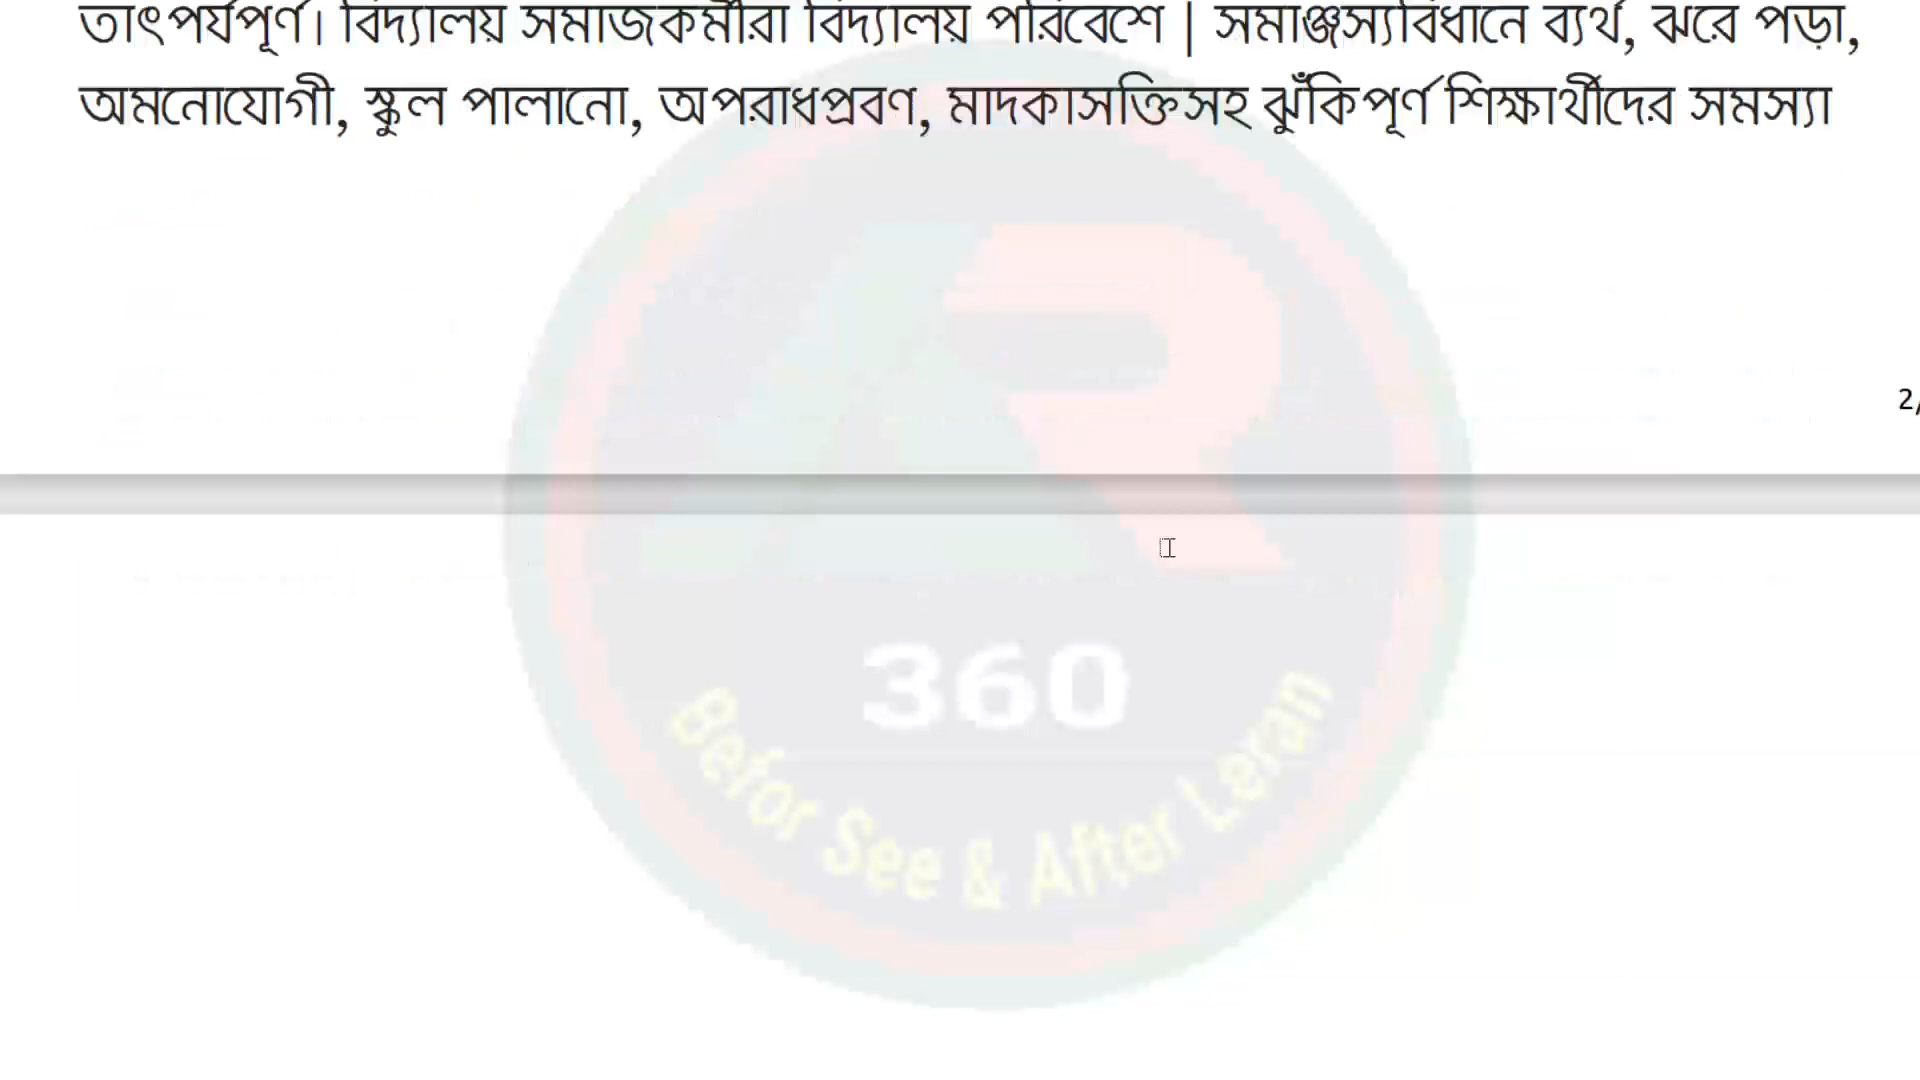 তাৎপর্যপূর্ণ। বিদ্যালয় সমাজকর্মীরা বিদ্যালয় পরিবেশে | সমাঞ্জস্যবিধানে ব্যর্থ, ঝরে পড়া,
অমনোযোগী, স্কুল পালানো, অপরাধপ্রবণ, মাদকাসক্তিসহ ঝুঁকিপূর্ণ শিক্ষার্থীদের সমস্যা
2/
360
Befor See & After Leran